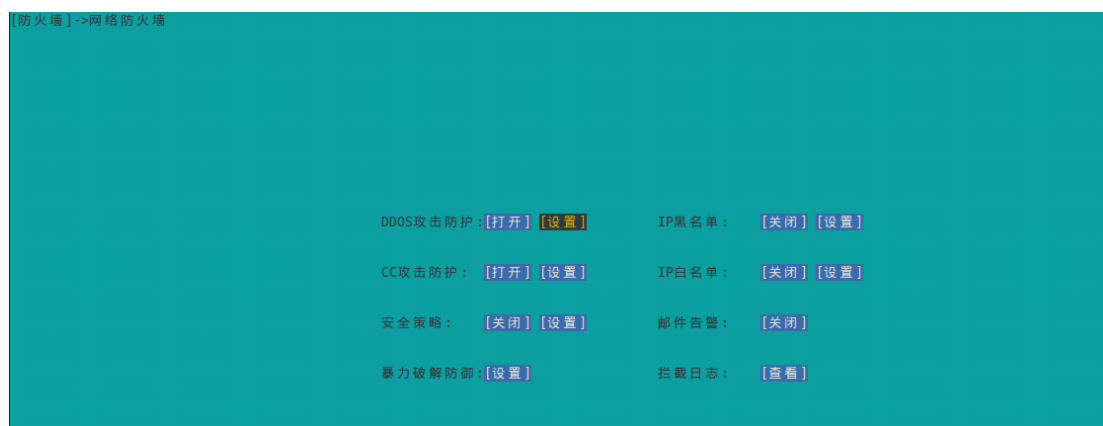 [防火墙]->网络防火墙
DDOS攻击防护:[打开] [设置] IP黑名单: [关闭] [设置]
CC攻击防护: [打开] [设置] IP白名单: [关闭] [设置]
安全策略: [关闭] [设置] 邮件告警: [关闭]
暴力破解防御:[设置] 拦截日志: [查看]